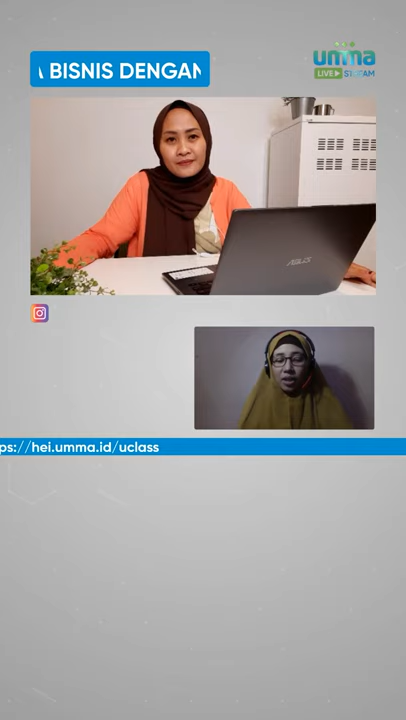 A BISNIS DENGAN
umma
LIVE STREAM
ASUS
ps://hei.umma.id/uclass